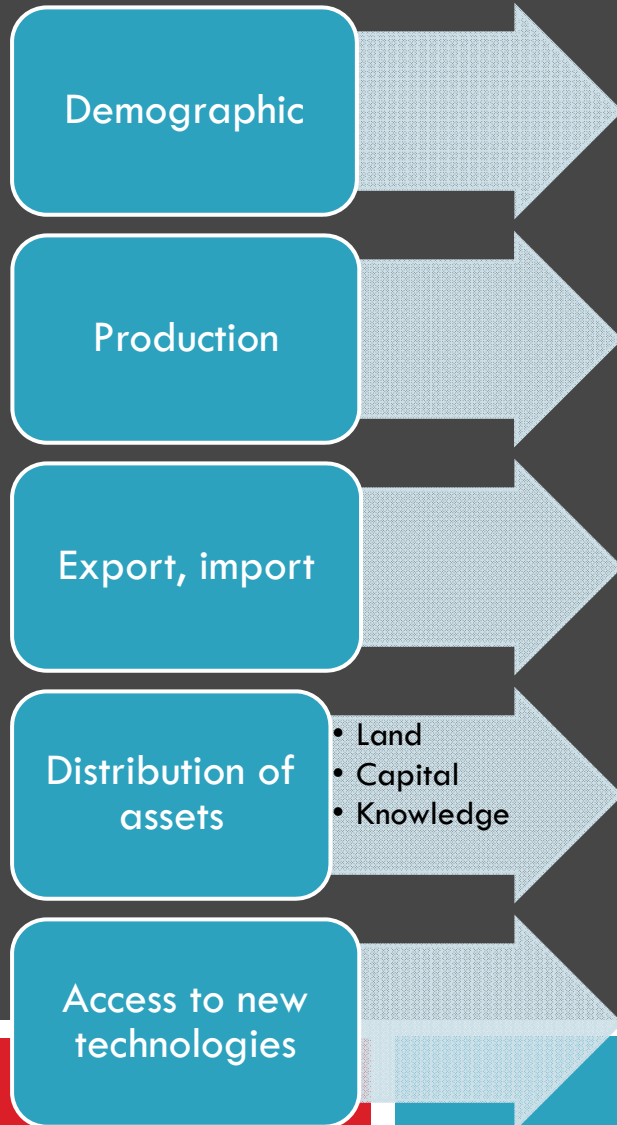 Demographic
Production
Export, import
Distribution of
assets
• Land
• Capital
• Knowledge
Access to new
technologies